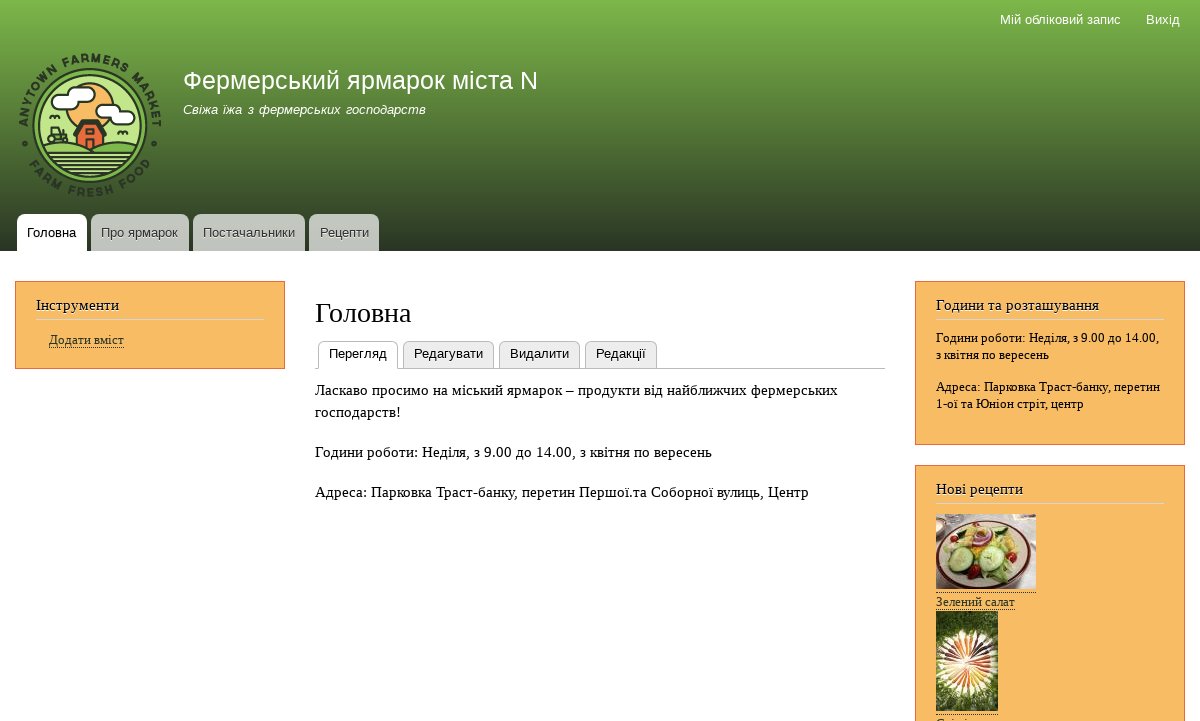 Мій обліковий запис Вихід
ANYTOWN FARMERS MARKET
FARM FRESH FOOD
Фермерський ярмарок міста N
Свіжа їжа з фермерських господарств
Головна Про ярмарок Постачальники Рецепти
Інструменти
Додати вміст
Головна
Перегляд Редагувати Видалити Редакції
Ласкаво просимо на міський ярмарок – продукти від найближчих фермерських
господарств!
Години роботи: Неділя, з 9.00 до 14.00, з квітня по вересень
Адреса: Парковка Траст-банку, перетин Першої.та Соборної вулиць, Центр
Години та розташування
Години роботи: Неділя, з 9.00 до 14.00,
з квітня по вересень
Адреса: Парковка Траст-банку, перетин
1-ої та Юніон стріт, центр
Нові рецепти
Зелений салат